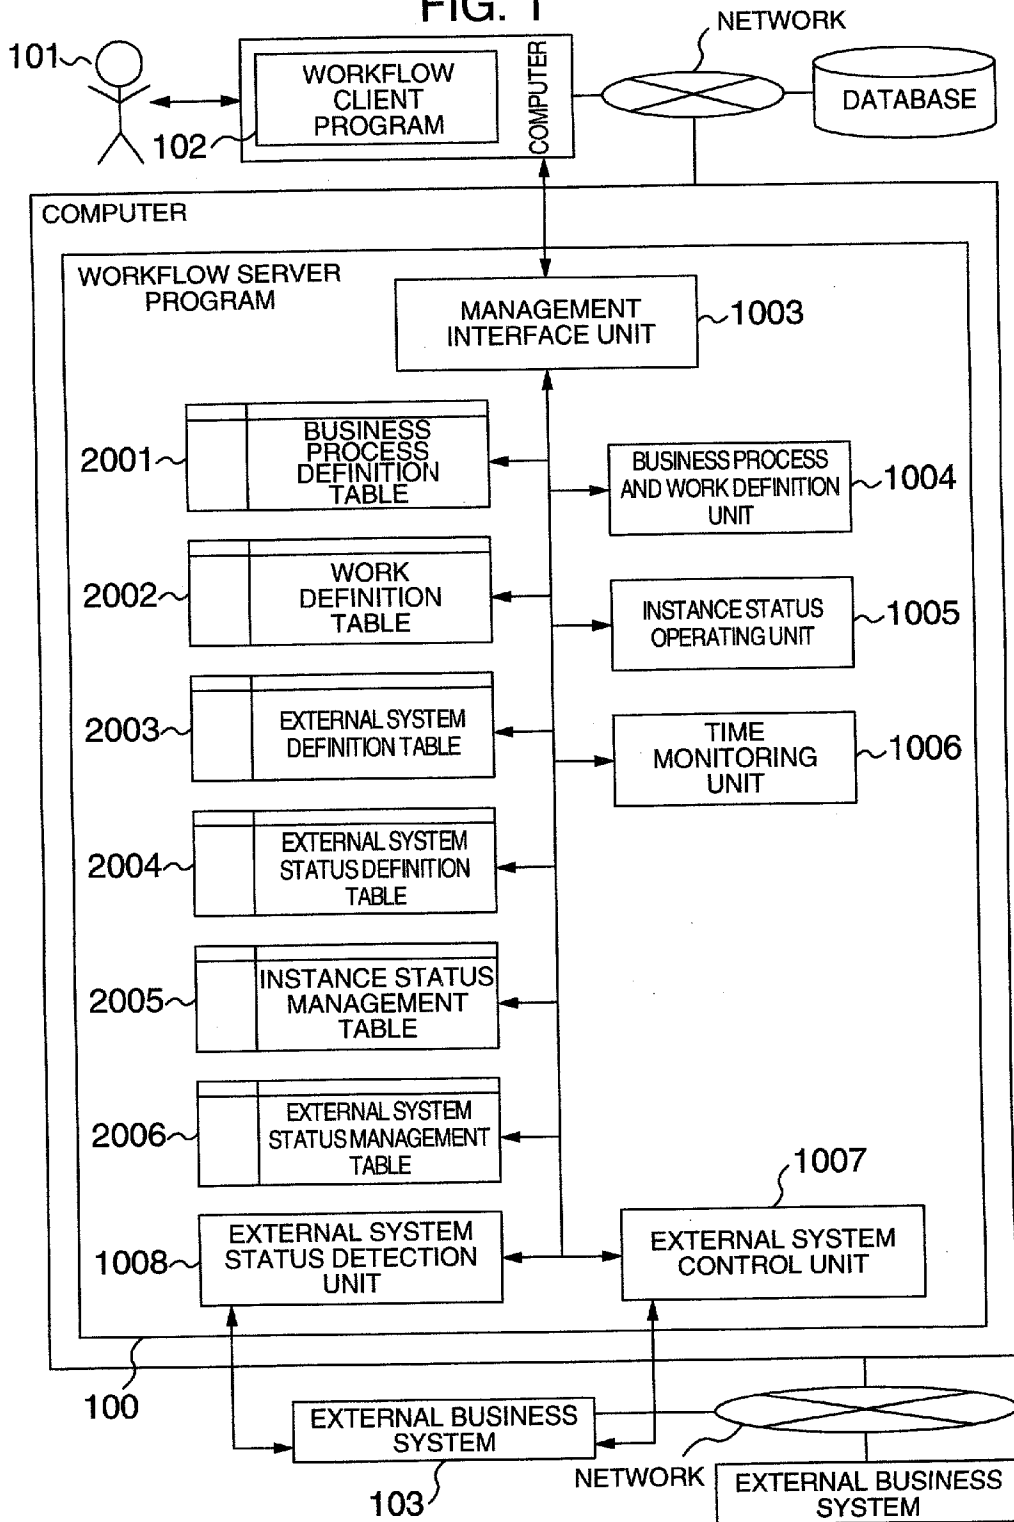 FIG. 1
NETWORK
101
WORKFLOW
CLIENT
PROGRAM
COMPUTER
DATABASE
102
COMPUTER
WORKFLOW SERVER
PROGRAM
MANAGEMENT
INTERFACE UNIT
1003
2001
BUSINESS
PROCESS
DEFINITION
TABLE
BUSINESS PROCESS
AND WORK DEFINITION
UNIT
1004
2002
WORK
DEFINITION
TABLE
INSTANCE STATUS
OPERATING UNIT
1005
2003
EXTERNAL SYSTEM
DEFINITION TABLE
TIME
MONITORING
UNIT
1006
2004
EXTERNAL SYSTEM
STATUS DEFINITION
TABLE
2005
INSTANCE STATUS
MANAGEMENT
TABLE
2006
EXTERNAL SYSTEM
STATUS MANAGEMENT
TABLE
1007
1008
EXTERNAL SYSTEM
STATUS DETECTION
UNIT
EXTERNAL SYSTEM
CONTROL UNIT
100
EXTERNAL BUSINESS
SYSTEM
103
NETWORK
EXTERNAL BUSINESS
SYSTEM